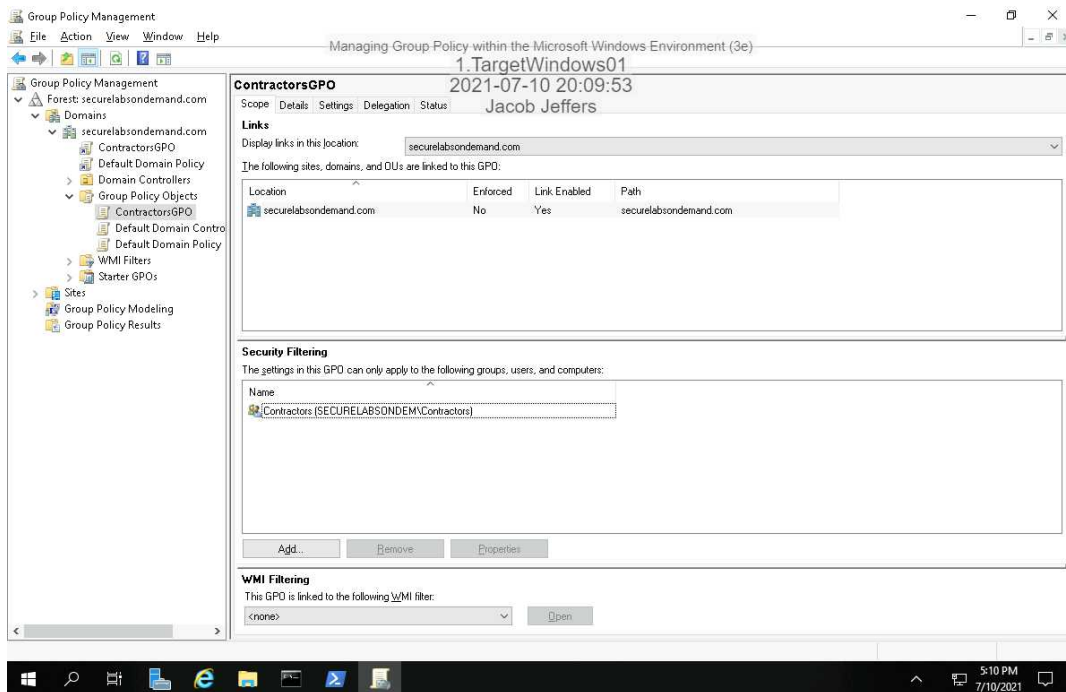 Group Policy Management
File Action View Window Help
Managing Group Policy within the Microsoft Windows Environment (3e)
1.TargetWindows01
2021-07-10 20:09:53
Jacob Jeffers
Group Policy Management
Forest: securelabsondemand.com
Domains
securelabsondemand.com
ContractorsGPO
Default Domain Policy
Domain Controllers
Group Policy Objects
ContractorsGPO
Default Domain Contro
Default Domain Policy
WMI Filters
Starter GPOs
Sites
Group Policy Modeling
Group Policy Results
ContractorsGPO
Scope Details Settings Delegation Status
Links
Display links in this location: securelabsondemand.com
The following sites, domains, and OUs are linked to this GPO:
Location Enforced Link Enabled Path
securelabsondemand.com No Yes securelabsondemand.com
Security Filtering
The settings in this GPO can only apply to the following groups, users, and computers:
Name
Contractors (SECURELABSONDEM\Contractors)
Add... Remove Properties
WMI Filtering
This GPO is linked to the following WMI filter:
<none> Open
5:10 PM
7/10/2021